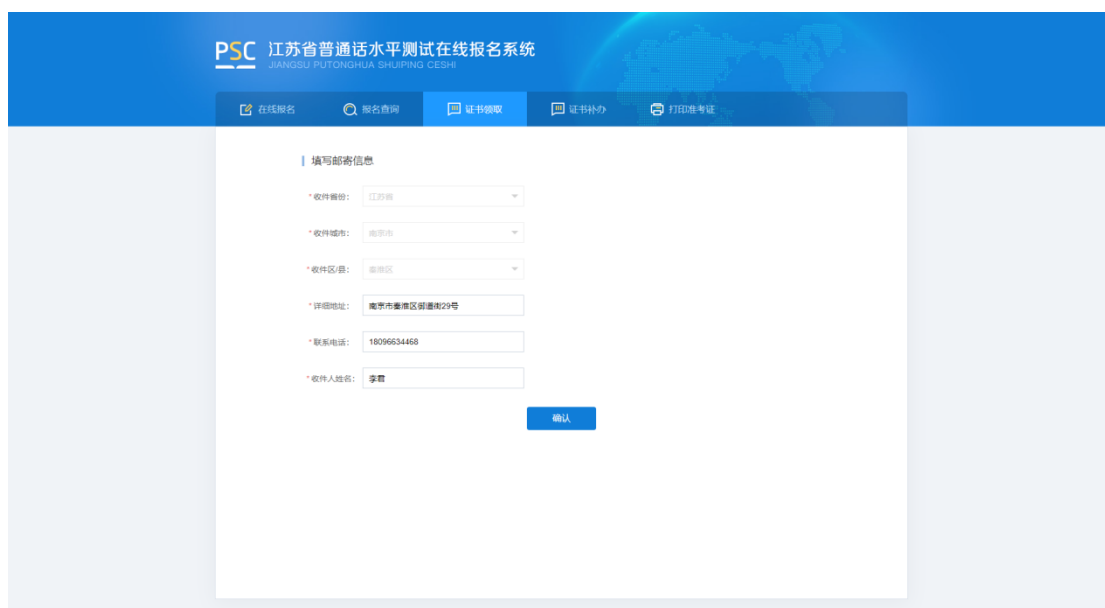 PSC 江苏省普通话水平测试在线报名系统
JIANGSU PUTONGHUA SHUIPING CESHI
在线报名 报名查询 证书领取 证书补办 打印准考证
填写邮寄信息
*收件省份： 江苏省
*收件城市： 南京市
*收件区/县： 秦淮区
*详细地址： 南京市秦淮区御道街29号
*联系电话： 18096634468
*收件人姓名： 李君
确认